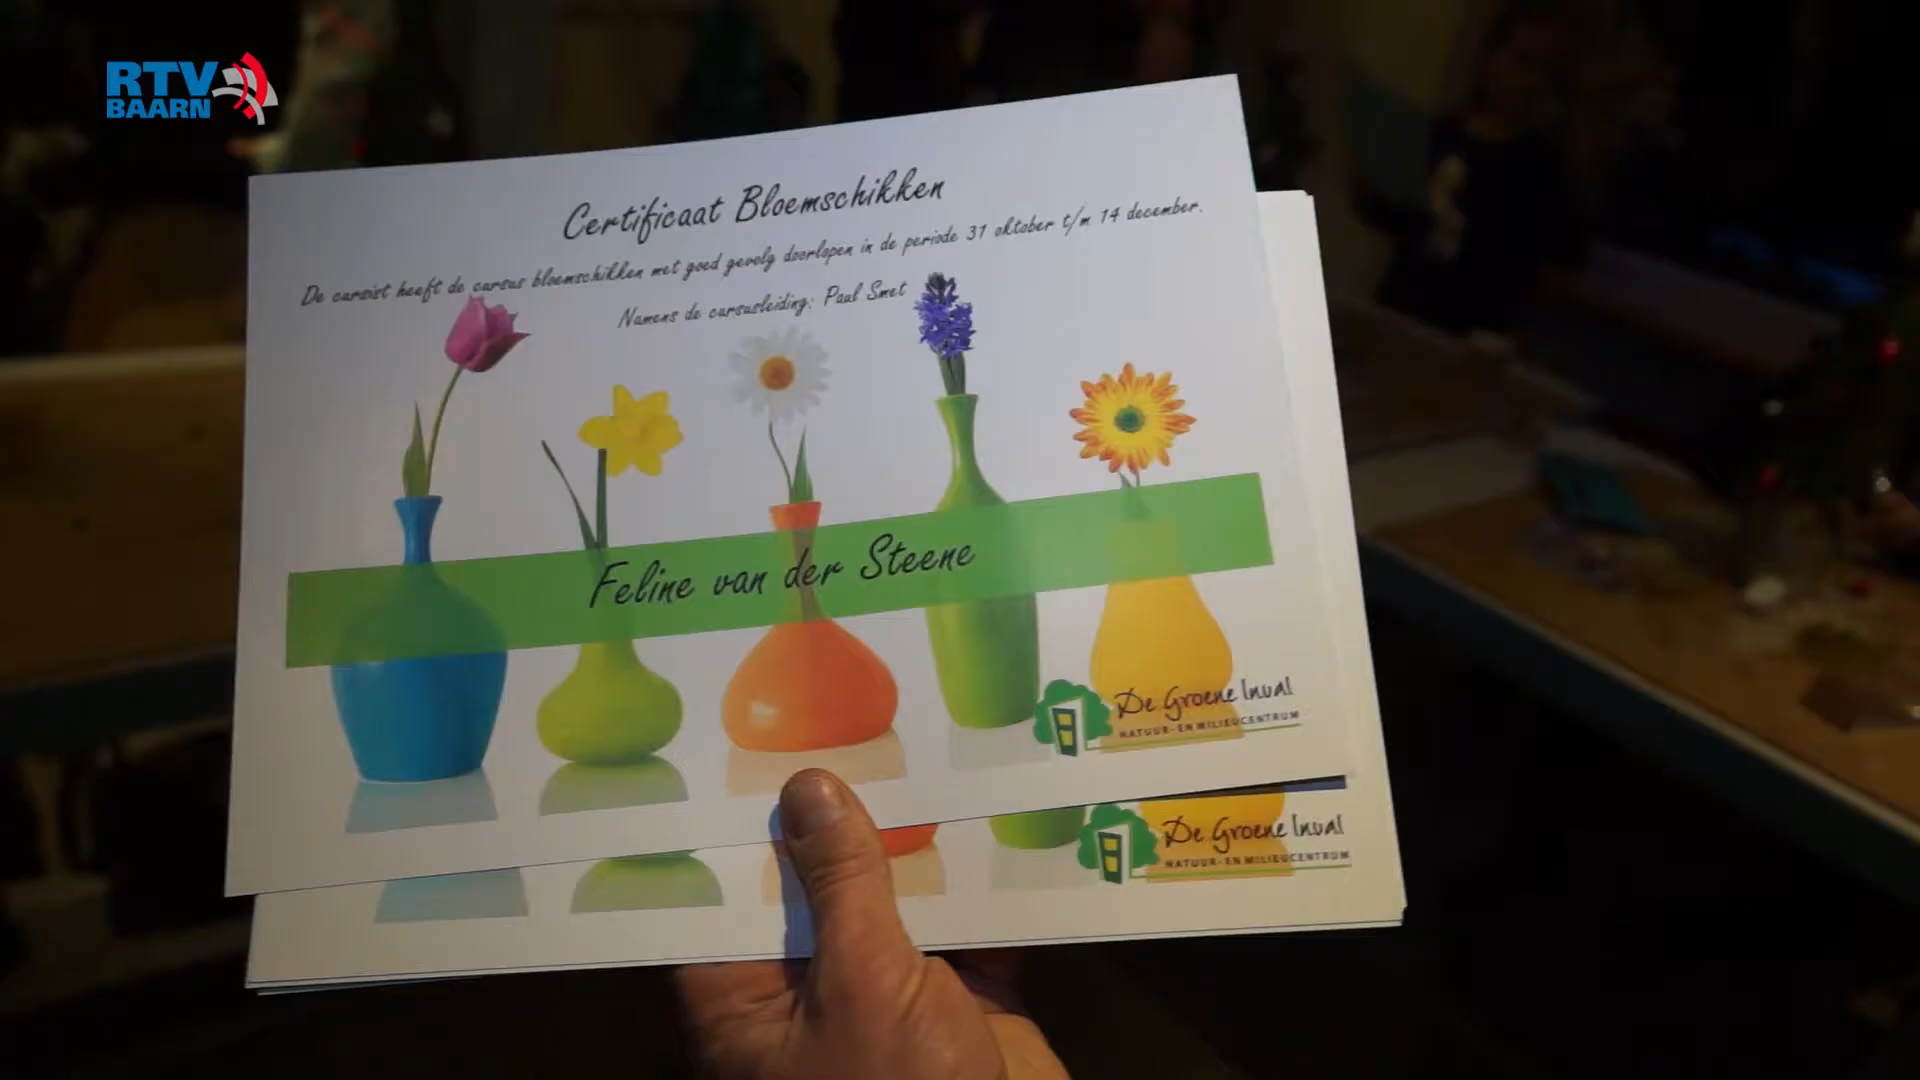 RTV
BAARN
Certificaat Bloemschikken
De cursist heeft de cursus bloemschikken met goed gevolg doorlopen in de periode 31 oktober t/m 14 december.
Namens de cursusleiding: Paul Smet
Feline van der Steene
De Groene Inval
NATUUR- EN MILIEUCENTRUM
De Groene Inval
NATUUR- EN MILIEUCENTRUM